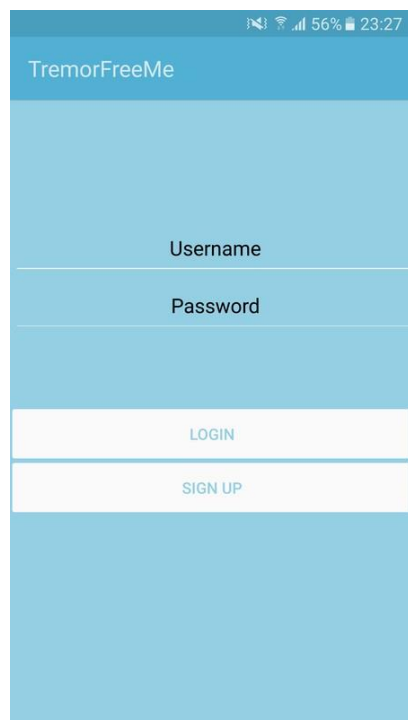 56% 23:27
TremorFreeMe
Username
Password
LOGIN
SIGN UP